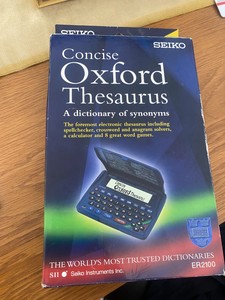 SEIKO
Concise
Oxford
Thesaurus
A dictionary of synonyms
The foremost electronic thesaurus including
spellchecker, crossword and anagram solvers,
a calculator and 8 great word games.
Oxford
THE WORLD'S MOST TRUSTED DICTIONARIES
SII Seiko Instruments Inc.
ER2100